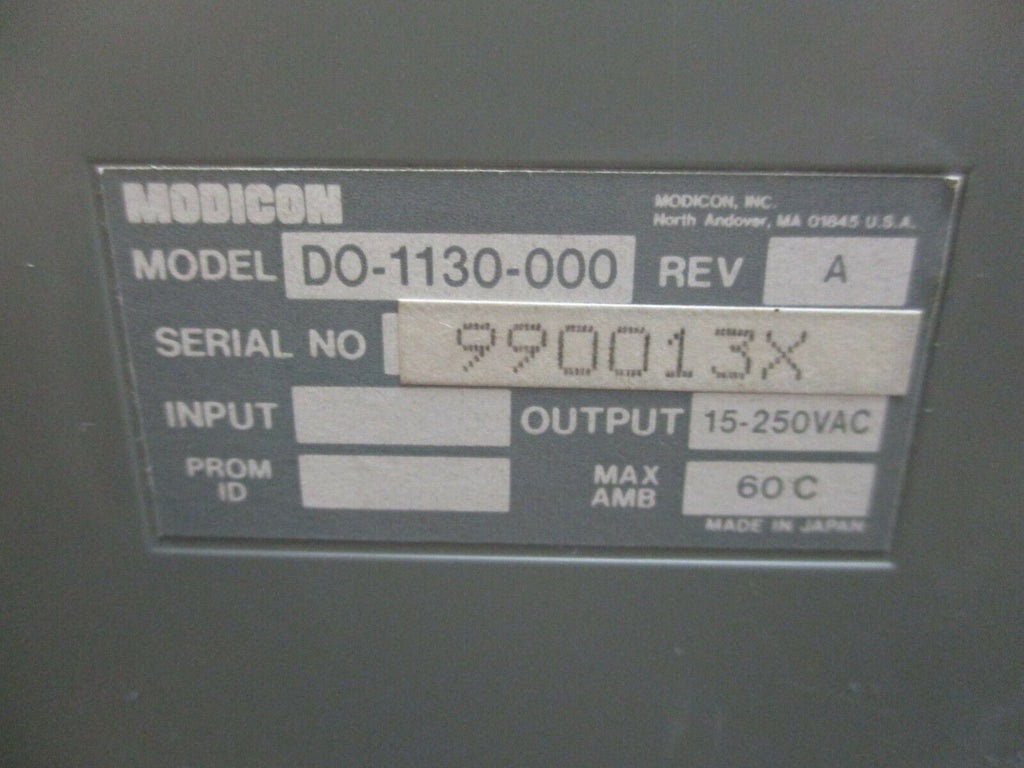 MODICON
MODICON, INC.
North Andover, MA 01845 U.S.A.
MODEL DO-1130-000 REV A
SERIAL NO 990013X
INPUT OUTPUT 15-250VAC
PROM ID MAX AMB 60 C
MADE IN JAPAN